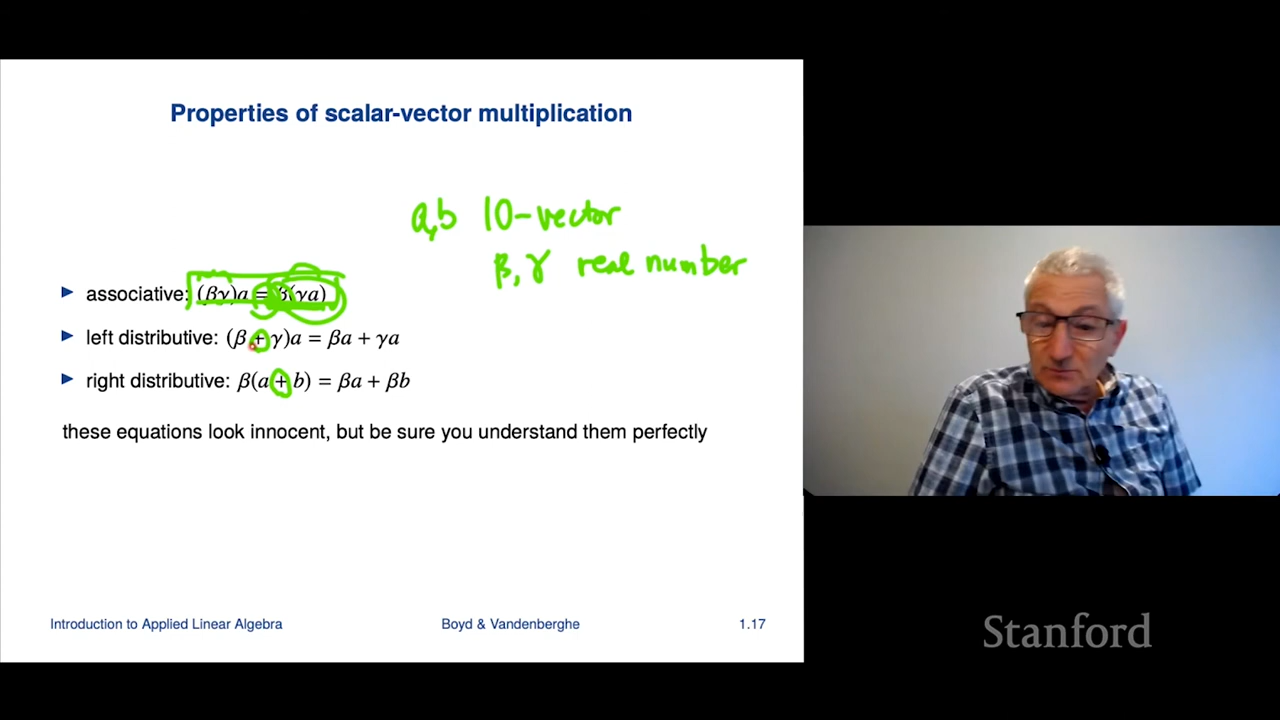 Properties of scalar-vector multiplication
a,b 10-vector
β, γ real number
▶ associative: (βγ)a = β(γa)
▶ left distributive: (β + γ)a = βa + γa
▶ right distributive: β(a + b) = βa + βb
these equations look innocent, but be sure you understand them perfectly
Introduction to Applied Linear Algebra Boyd & Vandenberghe 1.17
Stanford